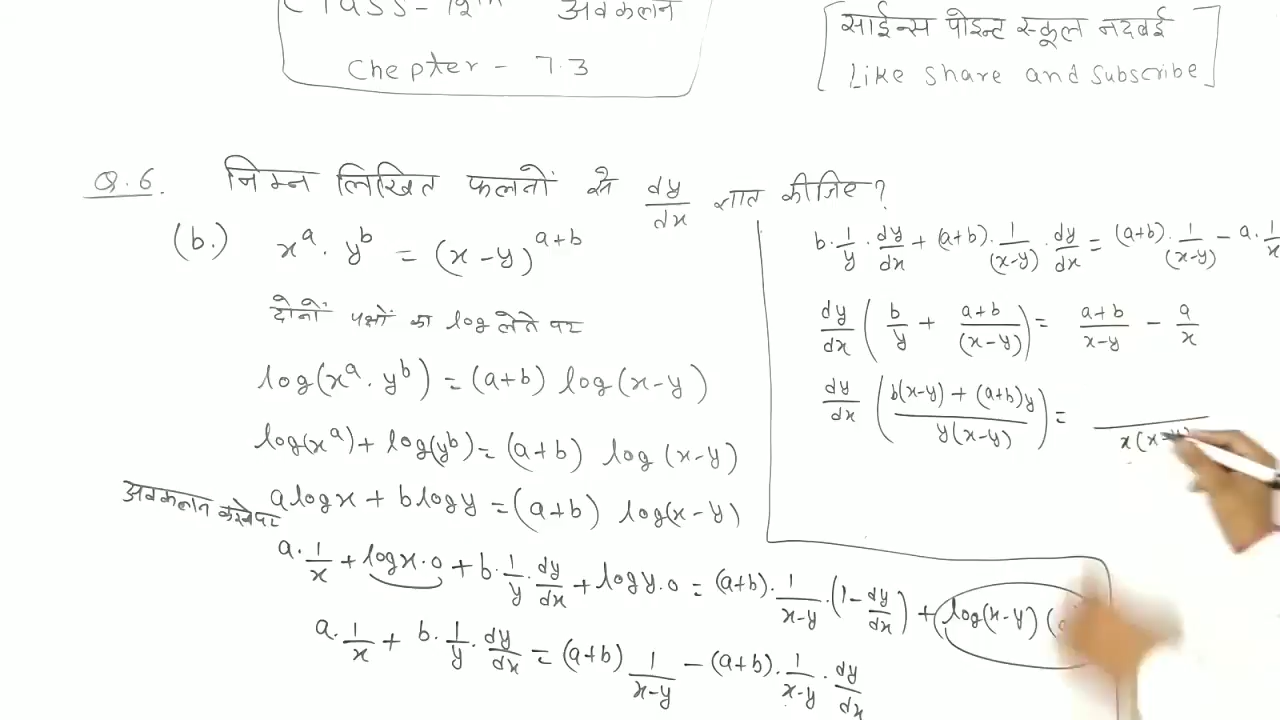 Class - 12th अवकलन
Chepter - 7.3
साईन्स पोइन्ट स्कूल नदबई
Like share and subscribe
Q.6. निम्न लिखित फलनों से dy/dx ज्ञात कीजिए?
(b.) x^a · y^b = (x-y)^(a+b)
दोनों पक्षों का log लेने पर
log(x^a · y^b) = (a+b) log(x-y)
log(x^a) + log(y^b) = (a+b) log(x-y)
a log x + b log y = (a+b) log(x-y)
अवकलन करने पर
a · 1/x + log x · 0 + b · 1/y · dy/dx + log y · 0 = (a+b) · 1/(x-y) · (1 - dy/dx) + log(x-y) (
a · 1/x + b · 1/y · dy/dx = (a+b) 1/(x-y) - (a+b) · 1/(x-y) · dy/dx
b · 1/y · dy/dx + (a+b) · 1/(x-y) · dy/dx = (a+b) · 1/(x-y) - a · 1/x
dy/dx (b/y + (a+b)/(x-y)) = (a+b)/(x-y) - a/x
dy/dx ((b(x-y) + (a+b)y)/(y(x-y))) = /x(x-y)